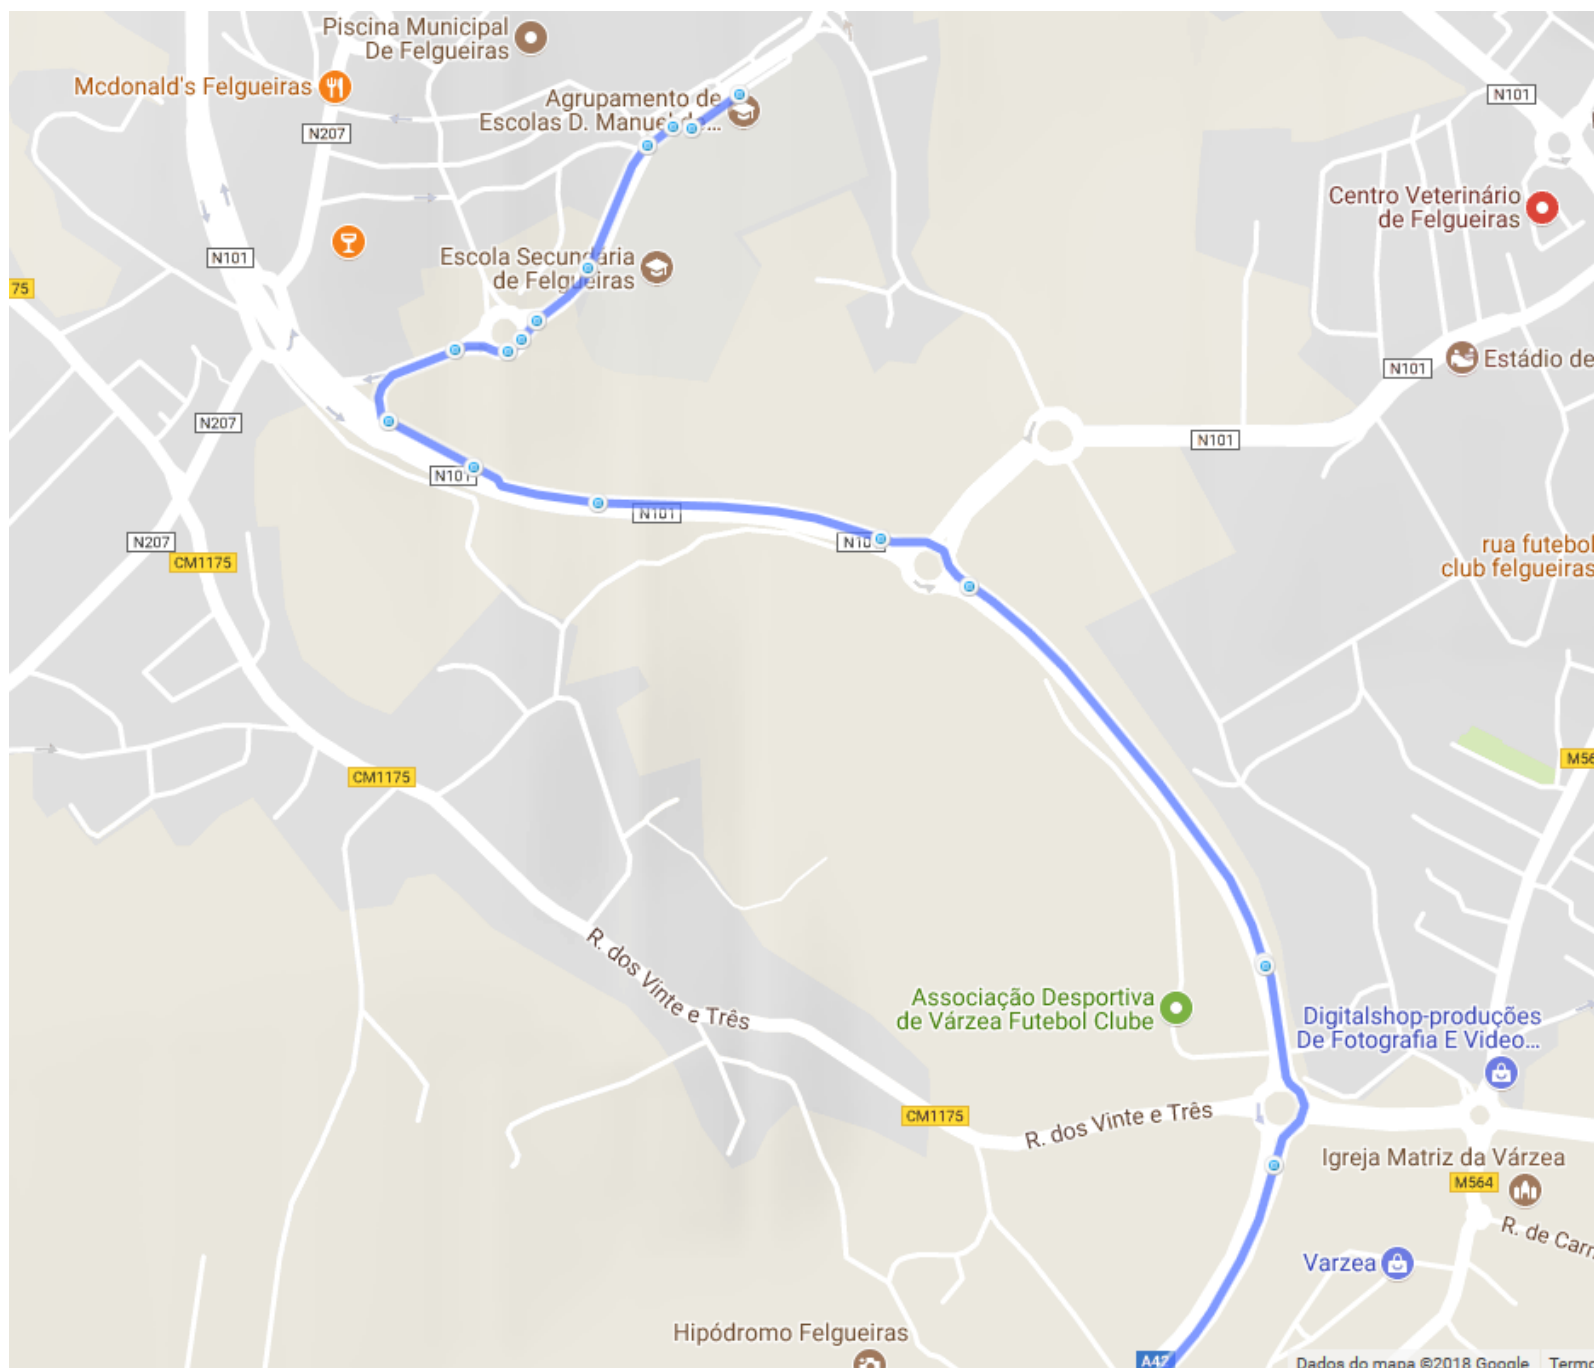 Piscina Municipal
De Felgueiras
Mcdonald's Felgueiras
Agrupamento de
Escolas D. Manuel de...
N101
N207
Centro Veterinário
de Felgueiras
N101
Escola Secundária
de Felgueiras
75
N101
Estádio de
N207
N101
N101
N101
N101
N207
CM1175
rua futebol
club felgueiras
M56
CM1175
R. dos Vinte e Três
Associação Desportiva
de Várzea Futebol Clube
Digitalshop-produções
De Fotografia E Video...
CM1175
R. dos Vinte e Três
Igreja Matriz da Várzea
M564
R. de Carr
Varzea
Hipódromo Felgueiras
A42
Dados do mapa ©2018 Google
Termo